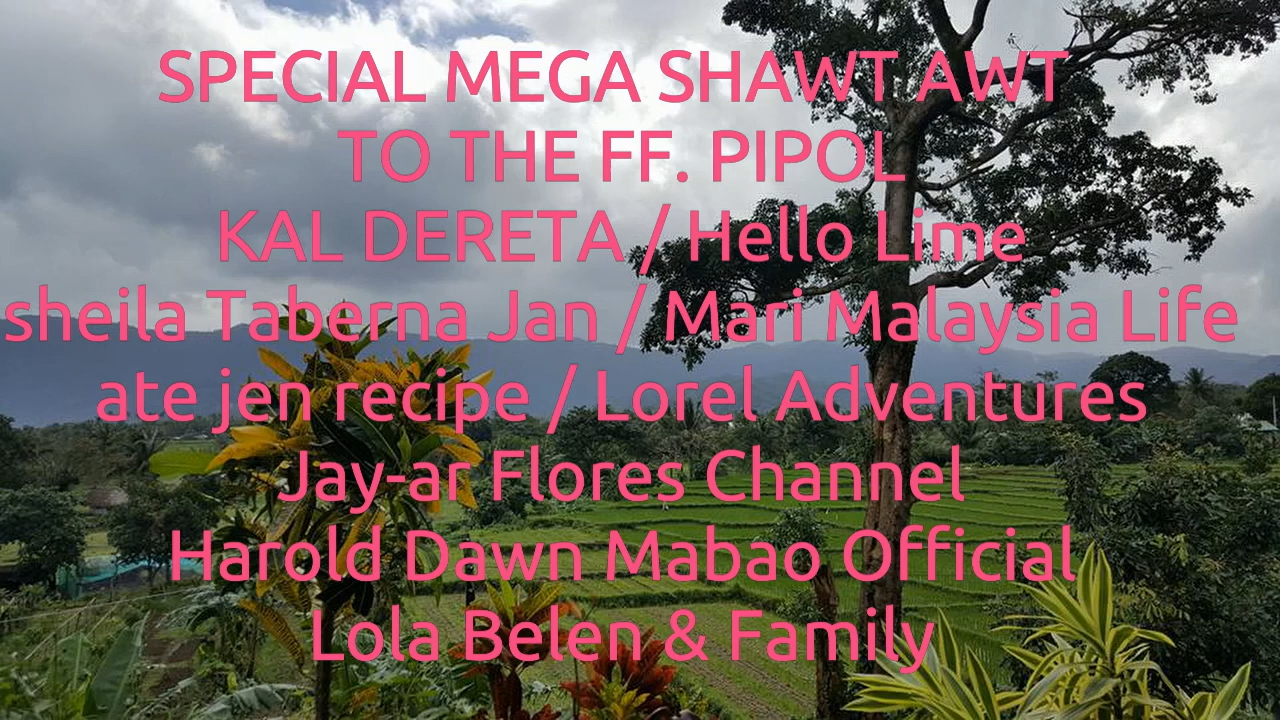 SPECIAL MEGA SHAWT AWT
TO THE FF. PIPOL
KAL DERETA / Hello Lime
sheila Taberna Jan / Mari Malaysia Life
ate jen recipe / Lorel Adventures
Jay-ar Flores Channel
Harold Dawn Mabao Official
Lola Belen & Family